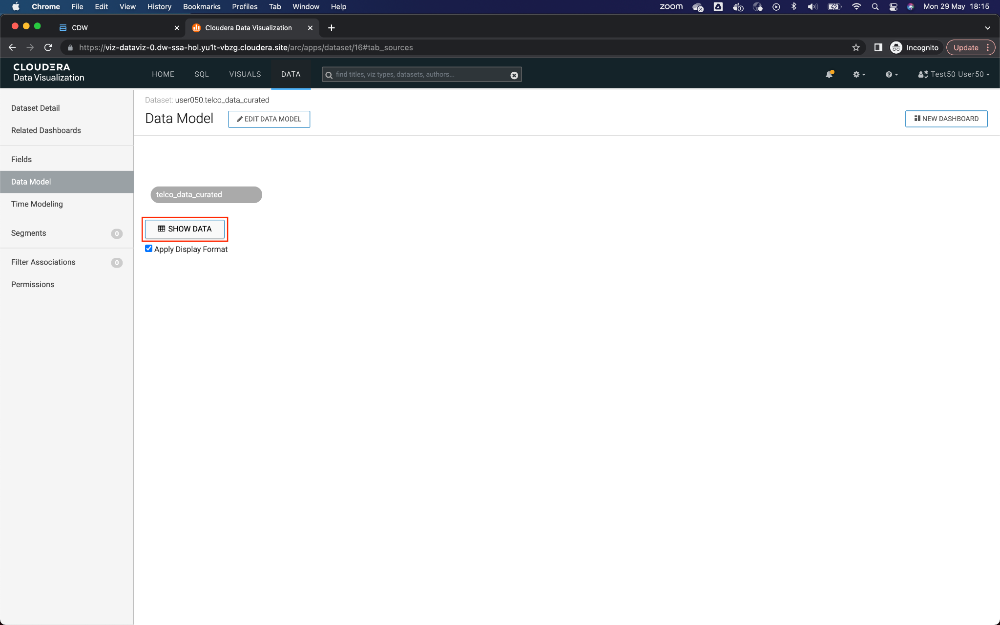 Chrome File Edit View History Bookmarks Profiles Tab Window Help zoom Mon 29 May 18:15
CDW Cloudera Data Visualization
https://viz-dataviz-0.dw-ssa-hol.yu1t-vbzg.cloudera.site/arc/apps/dataset/16#tab_sources Incognito Update
CLOUDERA
Data Visualization
HOME SQL VISUALS DATA find titles, viz types, datasets, authors... Test50 User50
Dataset Detail
Related Dashboards
Fields
Data Model
Time Modeling
Segments 0
Filter Associations 0
Permissions
Dataset: user050.telco_data_curated
Data Model EDIT DATA MODEL NEW DASHBOARD
telco_data_curated
SHOW DATA
Apply Display Format